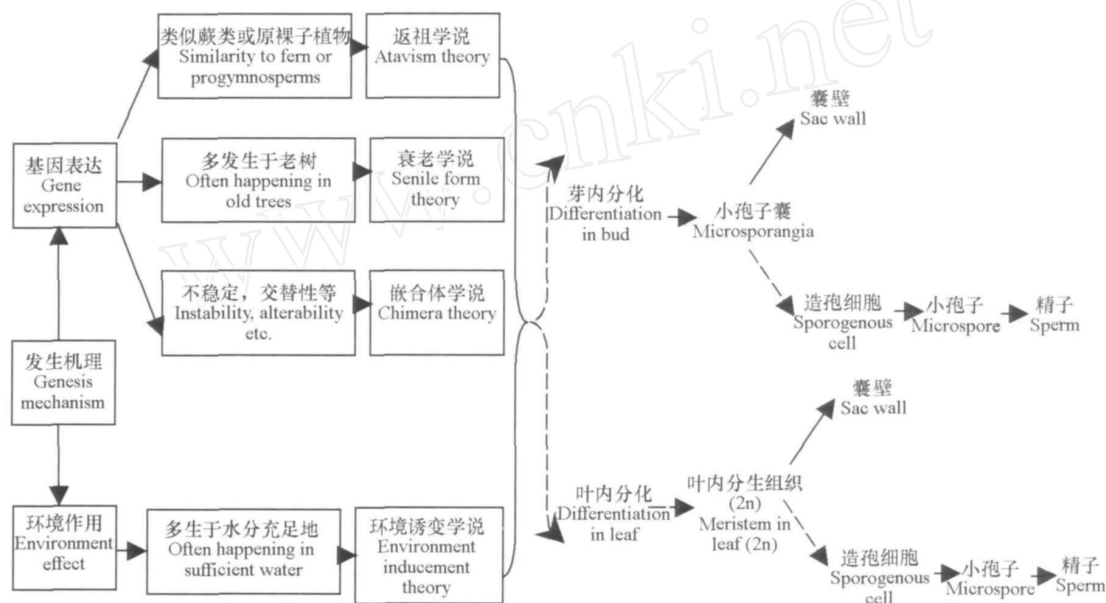 类似蕨类或原裸子植物
Similarity to fern or
progymnosperms
返祖学说
Atavism theory
基因表达
Gene
expression
多发生于老树
Often happening in
old trees
衰老学说
Senile form
theory
不稳定，交替性等
Instability, alterability
etc.
嵌合体学说
Chimera theory
发生机理
Genesis
mechanism
环境作用
Environment
effect
多生于水分充足地
Often happening in
sufficient water
环境诱变学说
Environment
inducement
theory
芽内分化
Differentiation
in bud
小孢子囊
Microsporangia
囊壁
Sac wall
造孢细胞
Sporogenous
cell
小孢子
Microspore
精子
Sperm
叶内分化
Differentiation
in leaf
叶内分生组织
(2n)
Meristem in
leaf (2n)
囊壁
Sac wall
造孢细胞
Sporogenous
cell
小孢子
Microspore
精子
Sperm
www.cnki.net